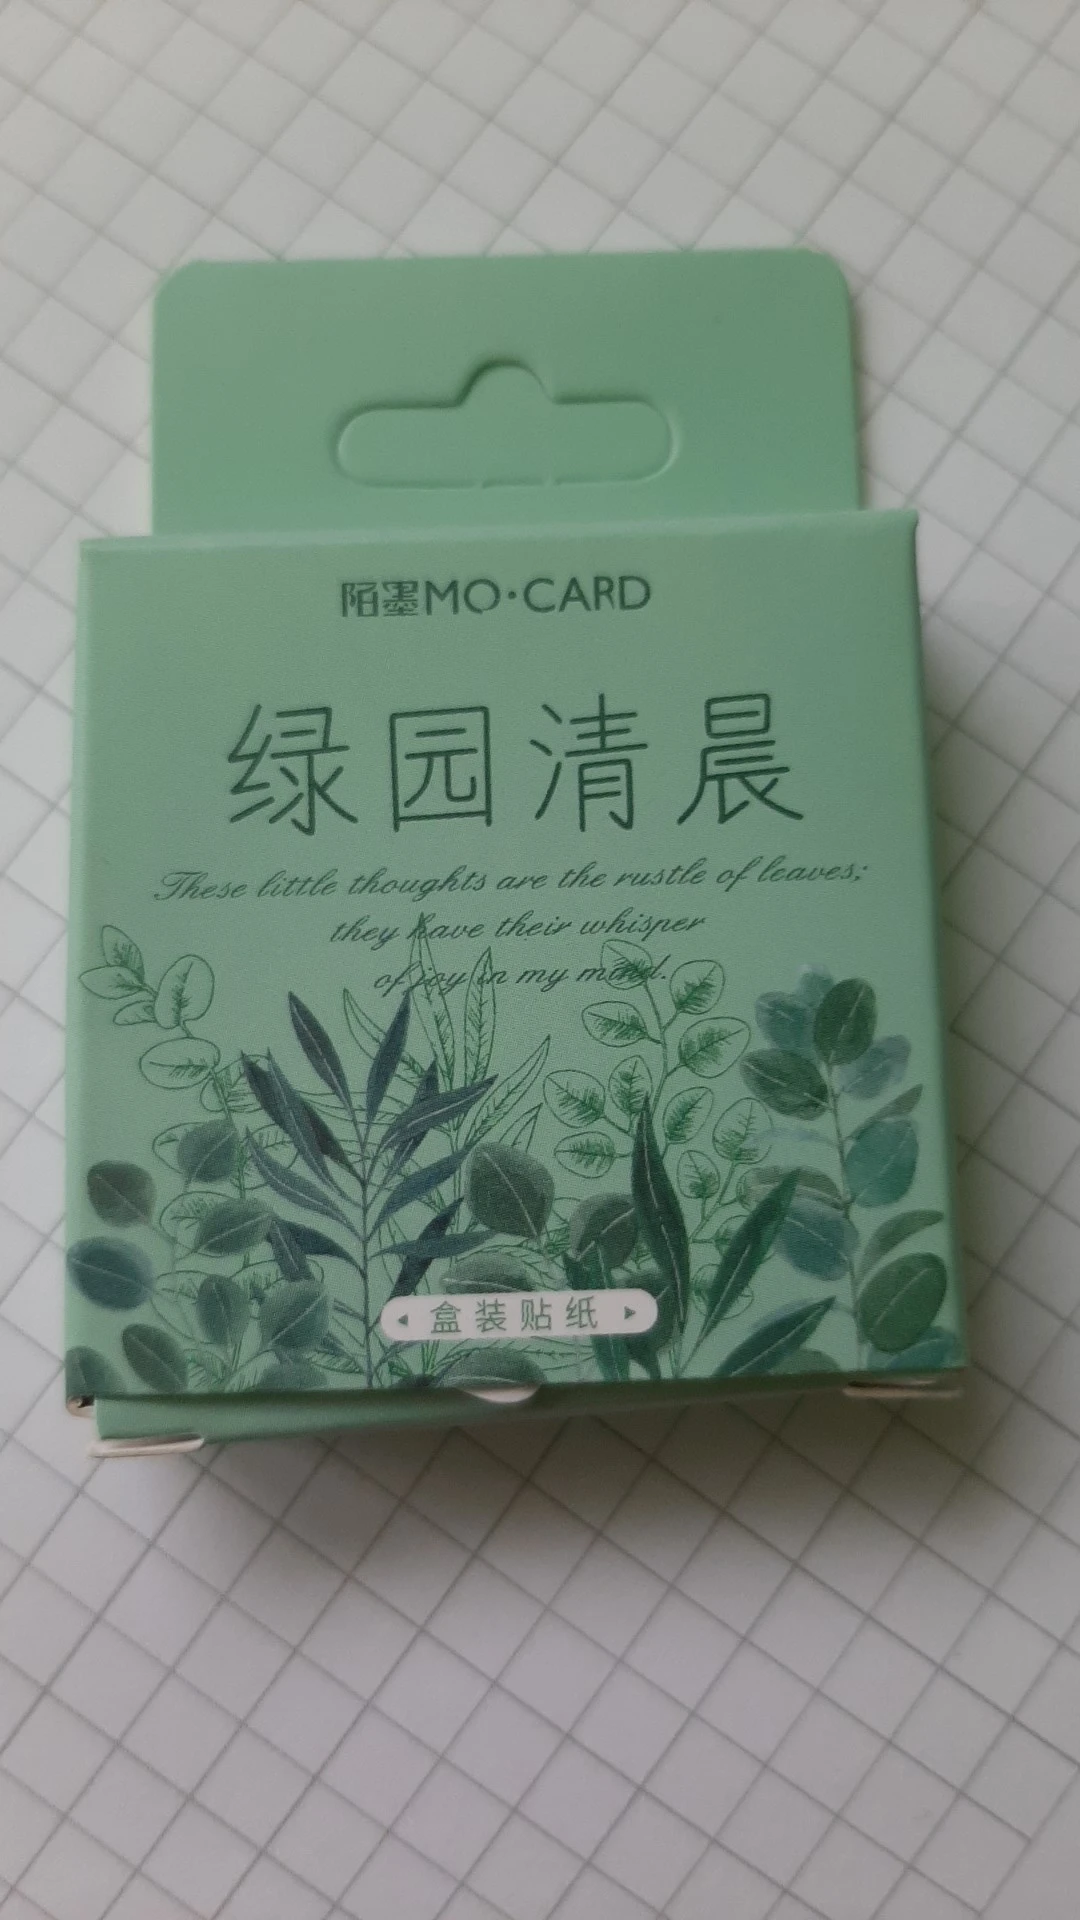 陌墨MO·CARD
绿园清晨
These little thoughts are the rustle of leaves;
they have their whisper
of joy in my mind.
盒装贴纸